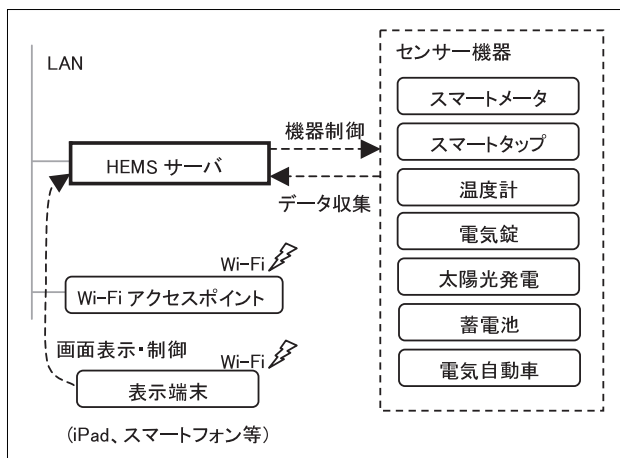 LAN
HEMS サーバ
機器制御
データ収集
Wi-Fi
Wi-Fi アクセスポイント
画面表示・制御
Wi-Fi
表示端末
(iPad、スマートフォン等)
センサー機器
スマートメータ
スマートタップ
温度計
電気錠
太陽光発電
蓄電池
電気自動車